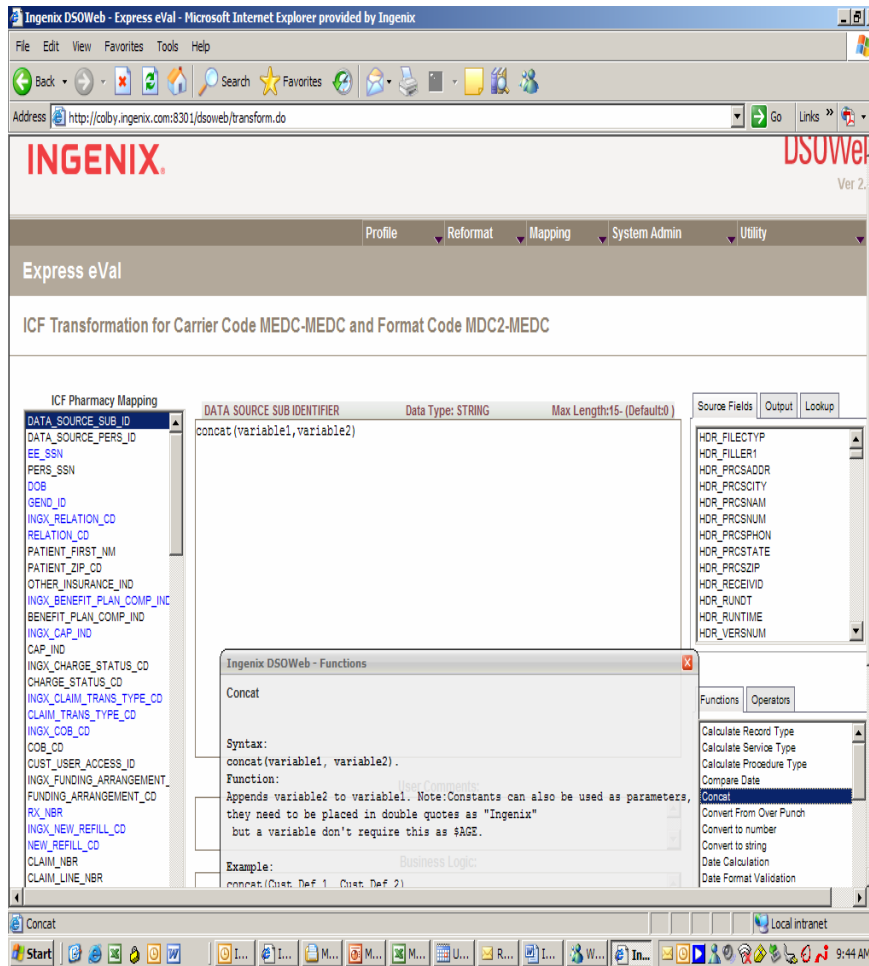 Ingenix DSOWeb - Express eVal - Microsoft Internet Explorer provided by Ingenix
File Edit View Favorites Tools Help
Back Search Favorites
Address http://colby.ingenix.com:8301/dsoweb/transform.do Go Links »
INGENIX.
DSOWel
Ver 2.
Profile Reformat Mapping System Admin Utility
Express eVal
ICF Transformation for Carrier Code MEDC-MEDC and Format Code MDC2-MEDC
ICF Pharmacy Mapping
DATA_SOURCE_SUB_ID
DATA_SOURCE_PERS_ID
EE_SSN
PERS_SSN
DOB
GEND_ID
INGX_RELATION_CD
RELATION_CD
PATIENT_FIRST_NM
PATIENT_ZIP_CD
OTHER_INSURANCE_IND
INGX_BENEFIT_PLAN_COMP_IND
BENEFIT_PLAN_COMP_IND
INGX_CAP_IND
CAP_IND
INGX_CHARGE_STATUS_CD
CHARGE_STATUS_CD
INGX_CLAIM_TRANS_TYPE_CD
CLAIM_TRANS_TYPE_CD
INGX_COB_CD
COB_CD
CUST_USER_ACCESS_ID
INGX_FUNDING_ARRANGEMENT_
FUNDING_ARRANGEMENT_CD
RX_NBR
INGX_NEW_REFILL_CD
NEW_REFILL_CD
CLAIM_NBR
CLAIM_LINE_NBR
DATA SOURCE SUB IDENTIFIER Data Type: STRING Max Length:15- (Default:0 )
concat(variable1,variable2)
Ingenix DSOWeb - Functions
Concat
Syntax:
concat(variable1, variable2).
Function:
User Comments:
Appends variable2 to variable1. Note:Constants can also be used as parameters,
they need to be placed in double quotes as "Ingenix"
but a variable don't require this as $AGE.
Business Logic:
Example:
concat(Cust_Def_1, Cust_Def_2)
Source Fields Output Lookup
HDR_FILECTYP
HDR_FILLER1
HDR_PRCSADDR
HDR_PRCSCITY
HDR_PRCSNAM
HDR_PRCSNUM
HDR_PRCSPHON
HDR_PRCSTATE
HDR_PRCSZIP
HDR_RECEIVID
HDR_RUNDT
HDR_RUNTIME
HDR_VERSNUM
Functions Operators
Calculate Record Type
Calculate Service Type
Calculate Procedure Type
Compare Date
Concat
Convert From Over Punch
Convert to number
Convert to string
Date Calculation
Date Format Validation
Concat Local intranet
Start I... I... M... M... M... U... R... I... W... In... 9:44 AM